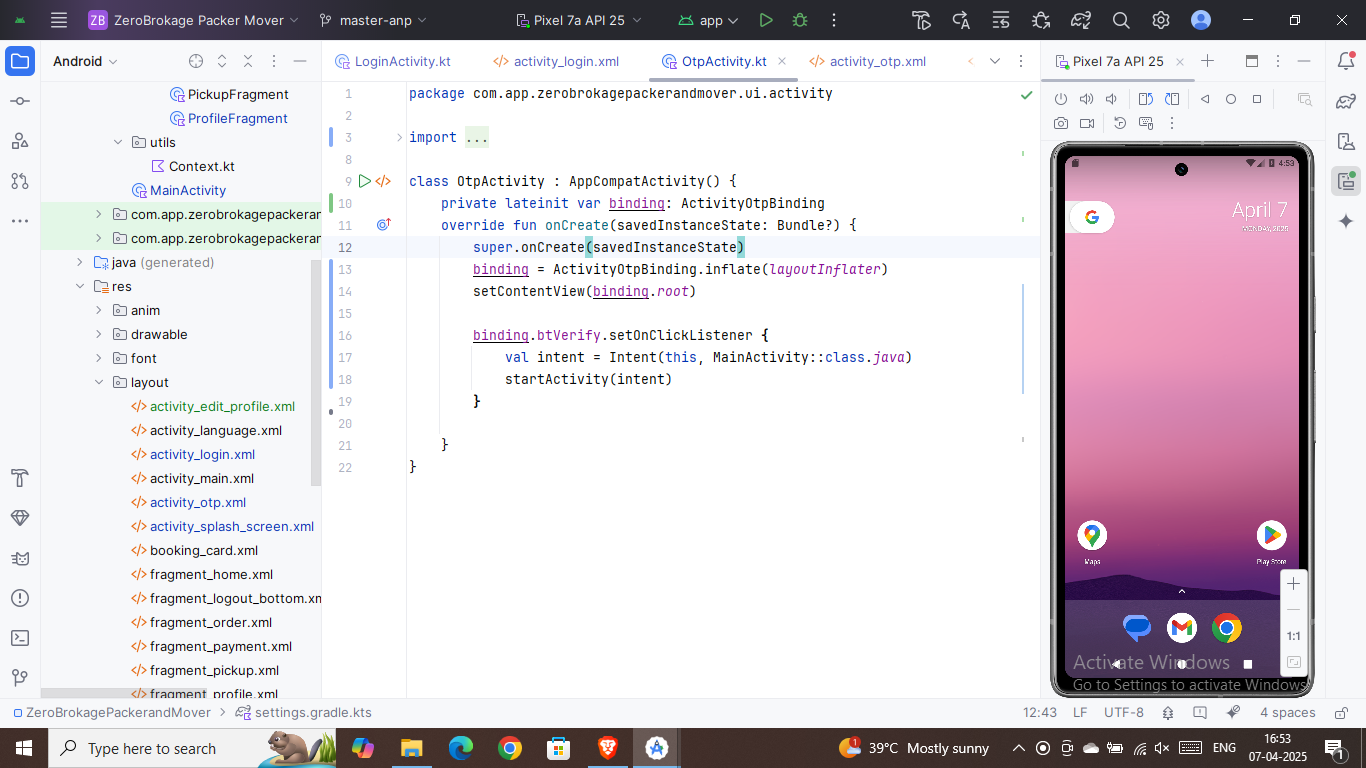 ZB ZeroBrokage Packer Mover master-anp Pixel 7a API 25 app
Android
LoginActivity.kt activity_login.xml OtpActivity.kt activity_otp.xml
Pixel 7a API 25
PickupFragment
ProfileFragment
utils
Context.kt
MainActivity
com.app.zerobrokagepackerar
com.app.zerobrokagepackerar
java (generated)
res
anim
drawable
font
layout
activity_edit_profile.xml
activity_language.xml
activity_login.xml
activity_main.xml
activity_otp.xml
activity_splash_screen.xml
booking_card.xml
fragment_home.xml
fragment_logout_bottom.xm
fragment_order.xml
fragment_payment.xml
fragment_pickup.xml
fragment_profile.xml
1 package com.app.zerobrokagepackerandmover.ui.activity
2
3 import ...
8
9 class OtpActivity : AppCompatActivity() {
10 private lateinit var binding: ActivityOtpBinding
11 override fun onCreate(savedInstanceState: Bundle?) {
12 super.onCreate(savedInstanceState)
13 binding = ActivityOtpBinding.inflate(layoutInflater)
14 setContentView(binding.root)
15
16 binding.btVerify.setOnClickListener {
17 val intent = Intent(this, MainActivity::class.java)
18 startActivity(intent)
19 }
20
21 }
22 }
4:53
G
April 7
MONDAY, 2025
Maps
Play Store
1:1
Activate Windows
Go to Settings to activate Windows.
ZeroBrokagePackerandMover settings.gradle.kts
12:43 LF UTF-8 4 spaces
Type here to search
1
39°C Mostly sunny
ENG
16:53
07-04-2025
1